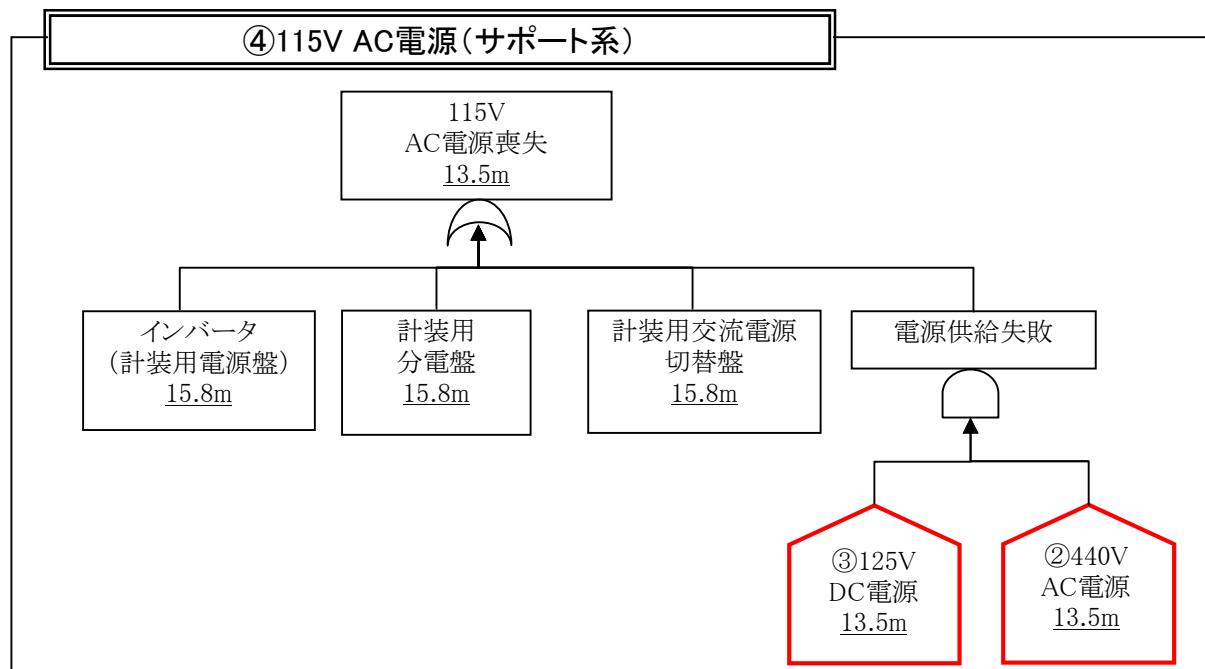 ④115V AC電源(サポート系)
115V
AC電源喪失
13.5m
インバータ
(計装用電源盤)
15.8m
計装用
分電盤
15.8m
計装用交流電源
切替盤
15.8m
電源供給失敗
③125V
DC電源
13.5m
②440V
AC電源
13.5m